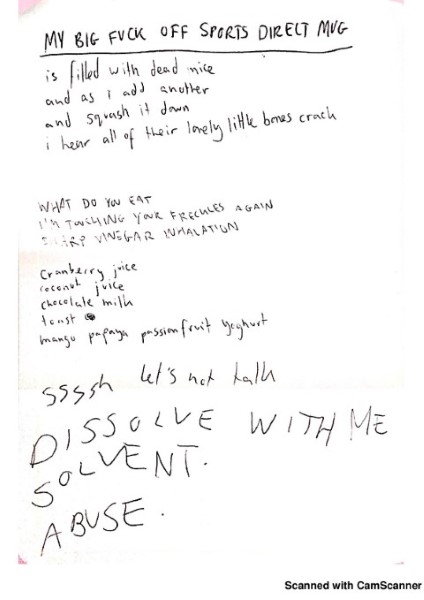 MY BIG FUCK OFF SPORTS DIRECT MUG
is filled with dead mice
and as i add another
and squash it down
i hear all of their lovely little bones crack
WHAT DO YOU EAT
I'M TOUCHING YOUR FRECKLES AGAIN
SHARP VINEGAR INHALATION
cranberry juice
coconut juice
chocolate milk
toast
mango papaya passionfruit yoghurt
ssssh let's not talk
DISSOLVE WITH ME
SOLVENT.
ABUSE.
Scanned with CamScanner